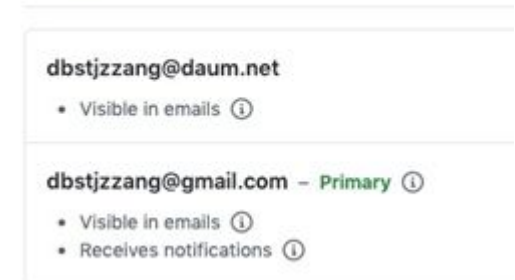 dbstjzzang@daum.net
• Visible in emails
dbstjzzang@gmail.com – Primary
• Visible in emails
• Receives notifications